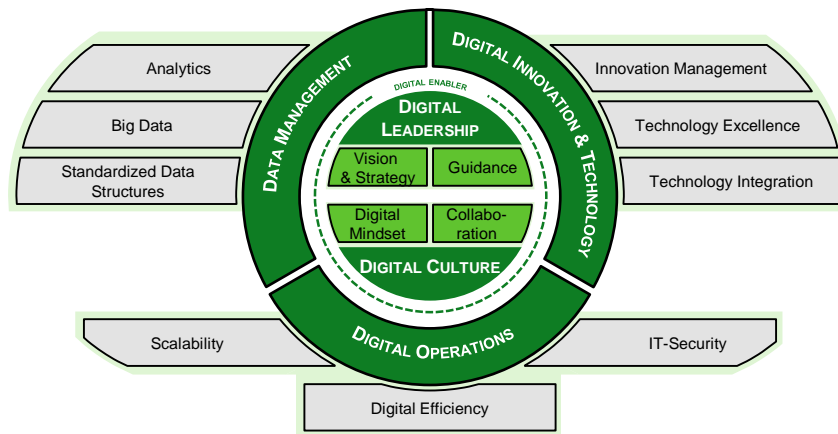 DATA MANAGEMENT
Analytics
Big Data
Standardized Data
Structures
DIGITAL INNOVATION & TECHNOLOGY
Innovation Management
Technology Excellence
Technology Integration
DIGITAL ENABLER
DIGITAL
LEADERSHIP
Vision
& Strategy
Guidance
Digital
Mindset
Collabo-
ration
DIGITAL CULTURE
DIGITAL OPERATIONS
Scalability
IT-Security
Digital Efficiency